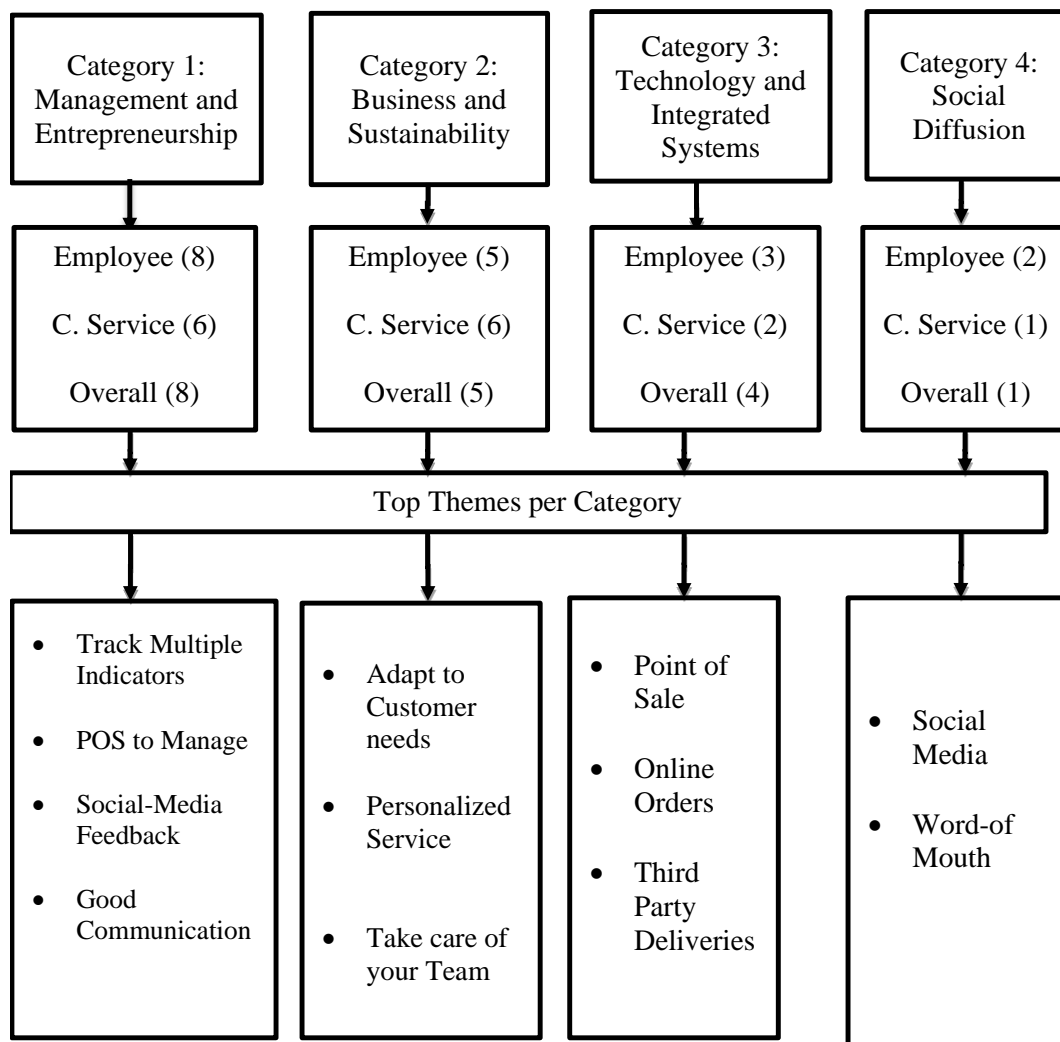 Category 1:
Management and
Entrepreneurship
Category 2:
Business and
Sustainability
Category 3:
Technology and
Integrated
Systems
Category 4:
Social
Diffusion
Employee (8)
C. Service (6)
Overall (8)
Employee (5)
C. Service (6)
Overall (5)
Employee (3)
C. Service (2)
Overall (4)
Employee (2)
C. Service (1)
Overall (1)
Top Themes per Category
• Track Multiple
Indicators
• POS to Manage
• Social-Media
Feedback
• Good
Communication
• Adapt to
Customer
needs
• Personalized
Service
• Take care of
your Team
• Point of
Sale
• Online
Orders
• Third
Party
Deliveries
• Social
Media
• Word-of
Mouth